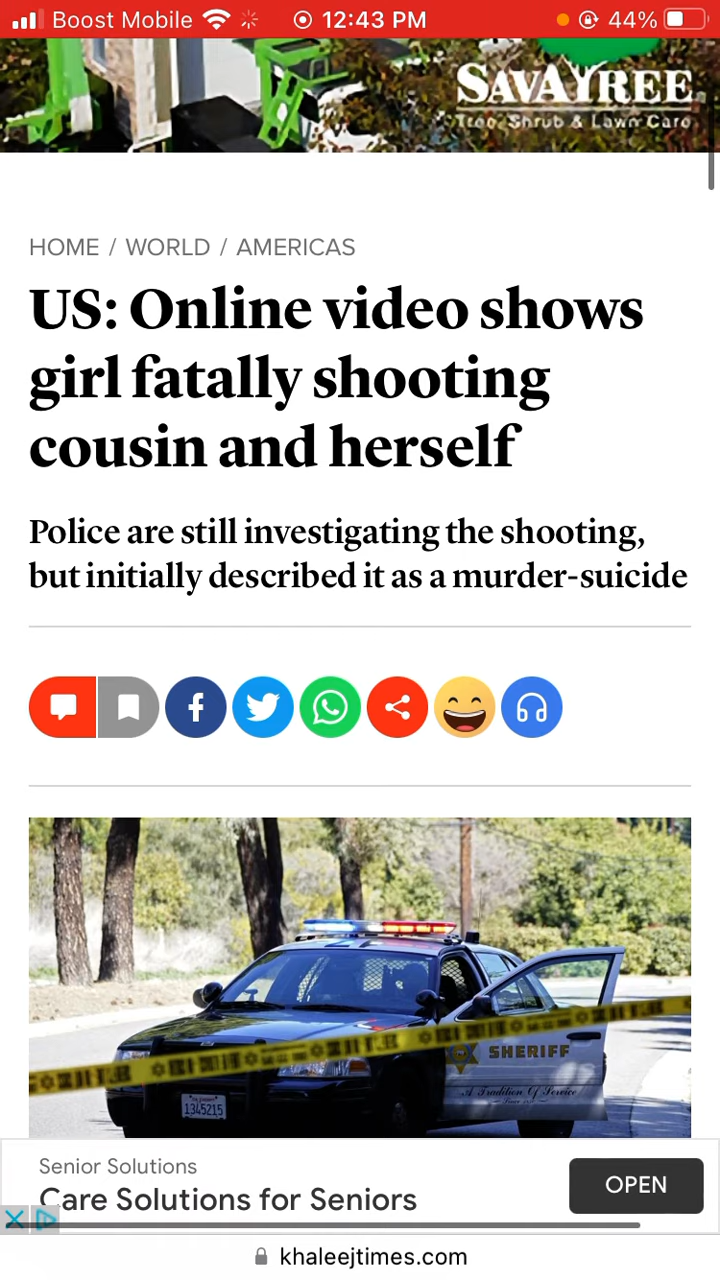 Boost Mobile 12:43 PM 44%
SAVATREE
Tree, Shrub & Lawn Care
HOME / WORLD / AMERICAS
US: Online video shows
girl fatally shooting
cousin and herself
Police are still investigating the shooting,
but initially described it as a murder-suicide
SHERIFF
A Tradition Of Service
1345215
Senior Solutions
Care Solutions for Seniors
OPEN
khaleejtimes.com